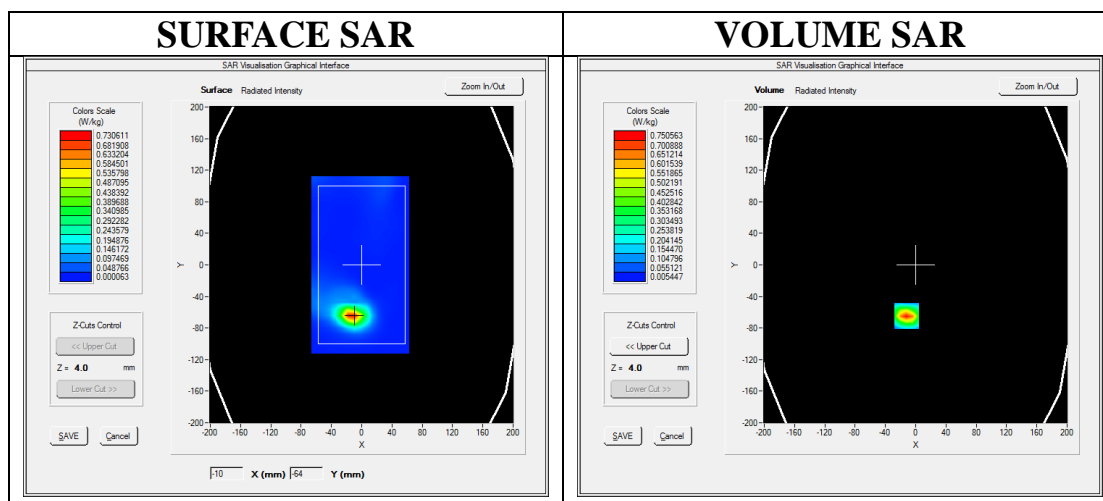 SURFACE SAR
VOLUME SAR
SAR Visualisation Graphical Interface
Surface Radiated Intensity
Zoom In/Out
Colors Scale
(W/kg)
0.730611
0.681908
0.633204
0.584501
0.535798
0.487095
0.438392
0.389688
0.340985
0.292282
0.243579
0.194876
0.146172
0.097469
0.048766
0.000063
200
160
120
80
40
0
-40
-80
-120
-160
-200
Y
-200 -160 -120 -80 -40 0 40 80 120 160 200
X
Z-Cuts Control
<< Upper Cut
Z = 4.0 mm
Lower Cut >>
SAVE Cancel
-10 X (mm) -64 Y (mm)
SAR Visualisation Graphical Interface
Volume Radiated Intensity
Zoom In/Out
Colors Scale
(W/kg)
0.750563
0.700888
0.651214
0.601539
0.551865
0.502191
0.452516
0.402842
0.353168
0.303493
0.253819
0.204145
0.154470
0.104796
0.055121
0.005447
200
160
120
80
40
0
-40
-80
-120
-160
-200
Y
-200 -160 -120 -80 -40 0 40 80 120 160 200
X
Z-Cuts Control
<< Upper Cut
Z = 4.0 mm
Lower Cut >>
SAVE Cancel